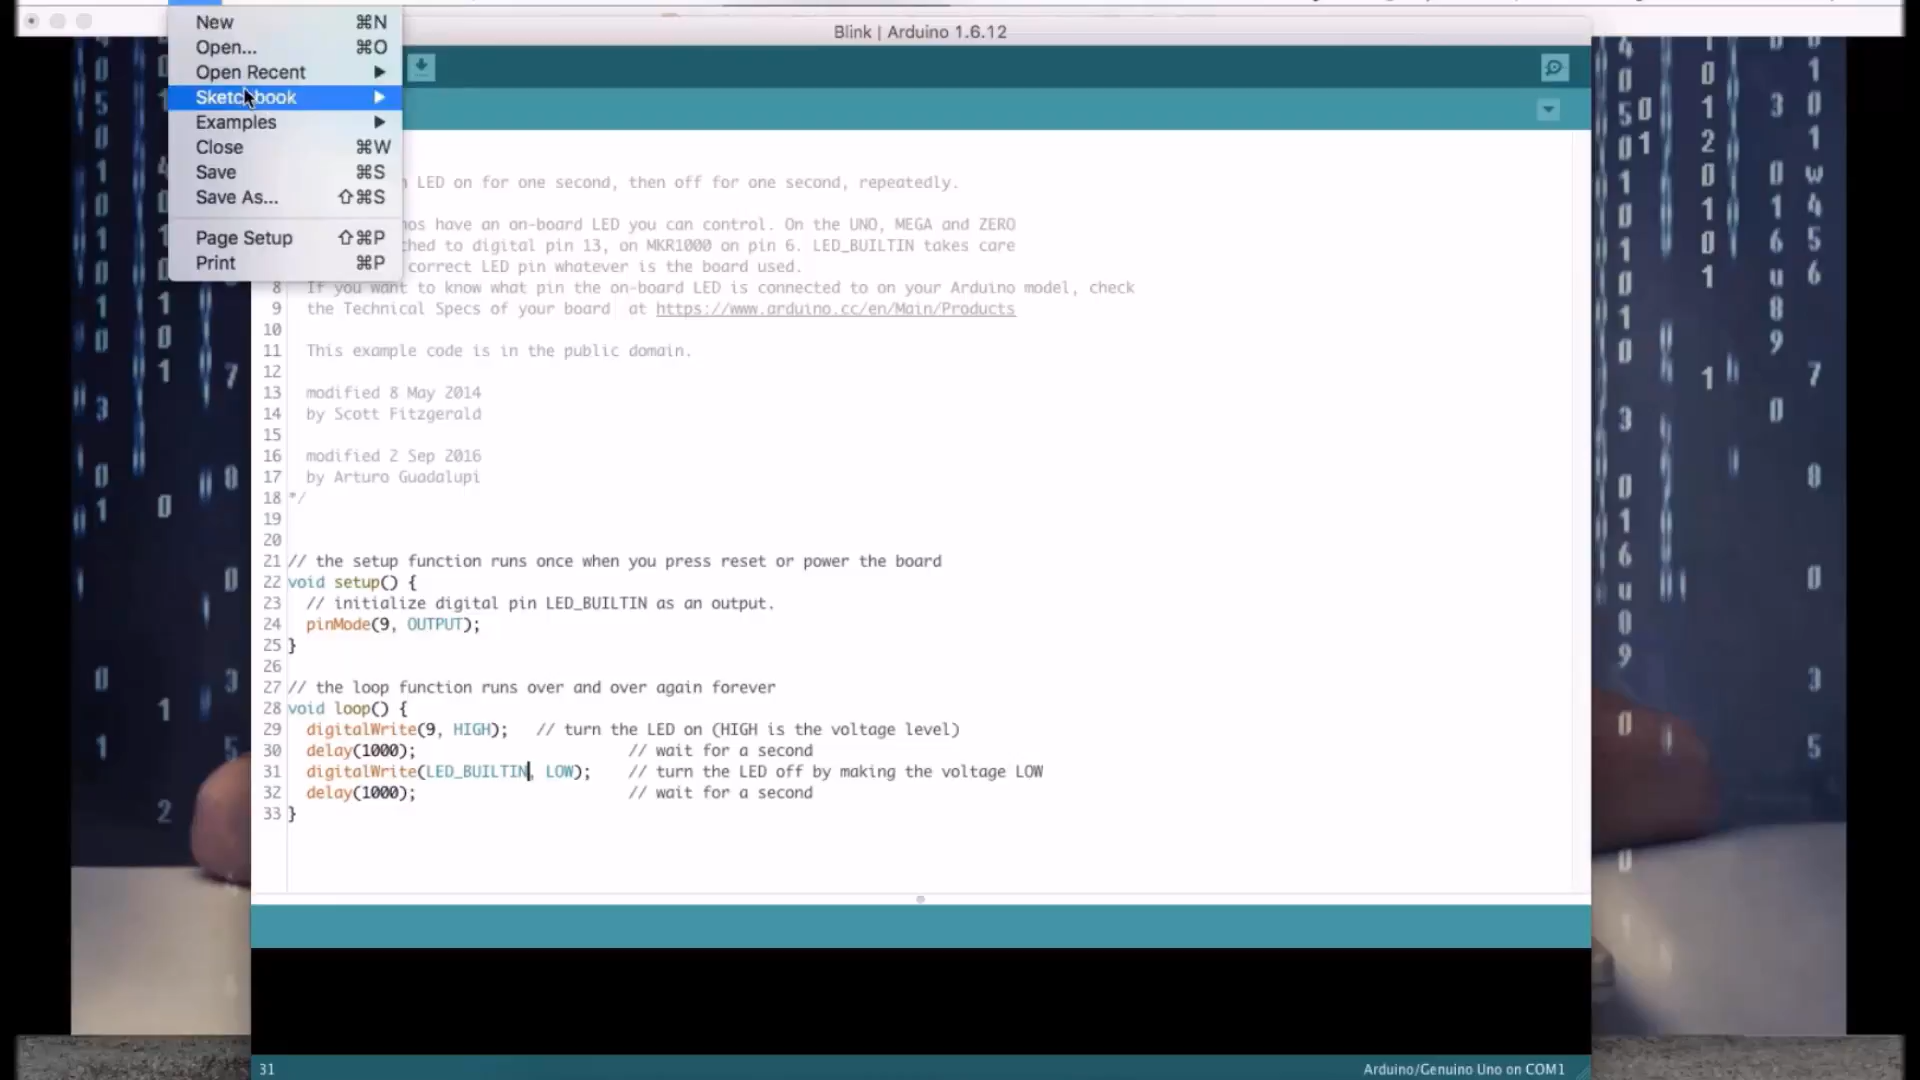 New ⌘N
Open... ⌘O
Open Recent
Sketchbook
Examples
Close ⌘W
Save ⌘S
Save As... ⇧⌘S
Page Setup ⇧⌘P
Print ⌘P
Blink | Arduino 1.6.12
LED on for one second, then off for one second, repeatedly.
os have an on-board LED you can control. On the UNO, MEGA and ZERO
ched to digital pin 13, on MKR1000 on pin 6. LED_BUILTIN takes care
correct LED pin whatever is the board used.
8 If you want to know what pin the on-board LED is connected to on your Arduino model, check
9 the Technical Specs of your board at https://www.arduino.cc/en/Main/Products
10
11 This example code is in the public domain.
12
13 modified 8 May 2014
14 by Scott Fitzgerald
15
16 modified 2 Sep 2016
17 by Arturo Guadalupi
18 */
19
20
21 // the setup function runs once when you press reset or power the board
22 void setup() {
23 // initialize digital pin LED_BUILTIN as an output.
24 pinMode(9, OUTPUT);
25 }
26
27 // the loop function runs over and over again forever
28 void loop() {
29 digitalWrite(9, HIGH); // turn the LED on (HIGH is the voltage level)
30 delay(1000); // wait for a second
31 digitalWrite(LED_BUILTIN, LOW); // turn the LED off by making the voltage LOW
32 delay(1000); // wait for a second
33 }
31
Arduino/Genuino Uno on COM1